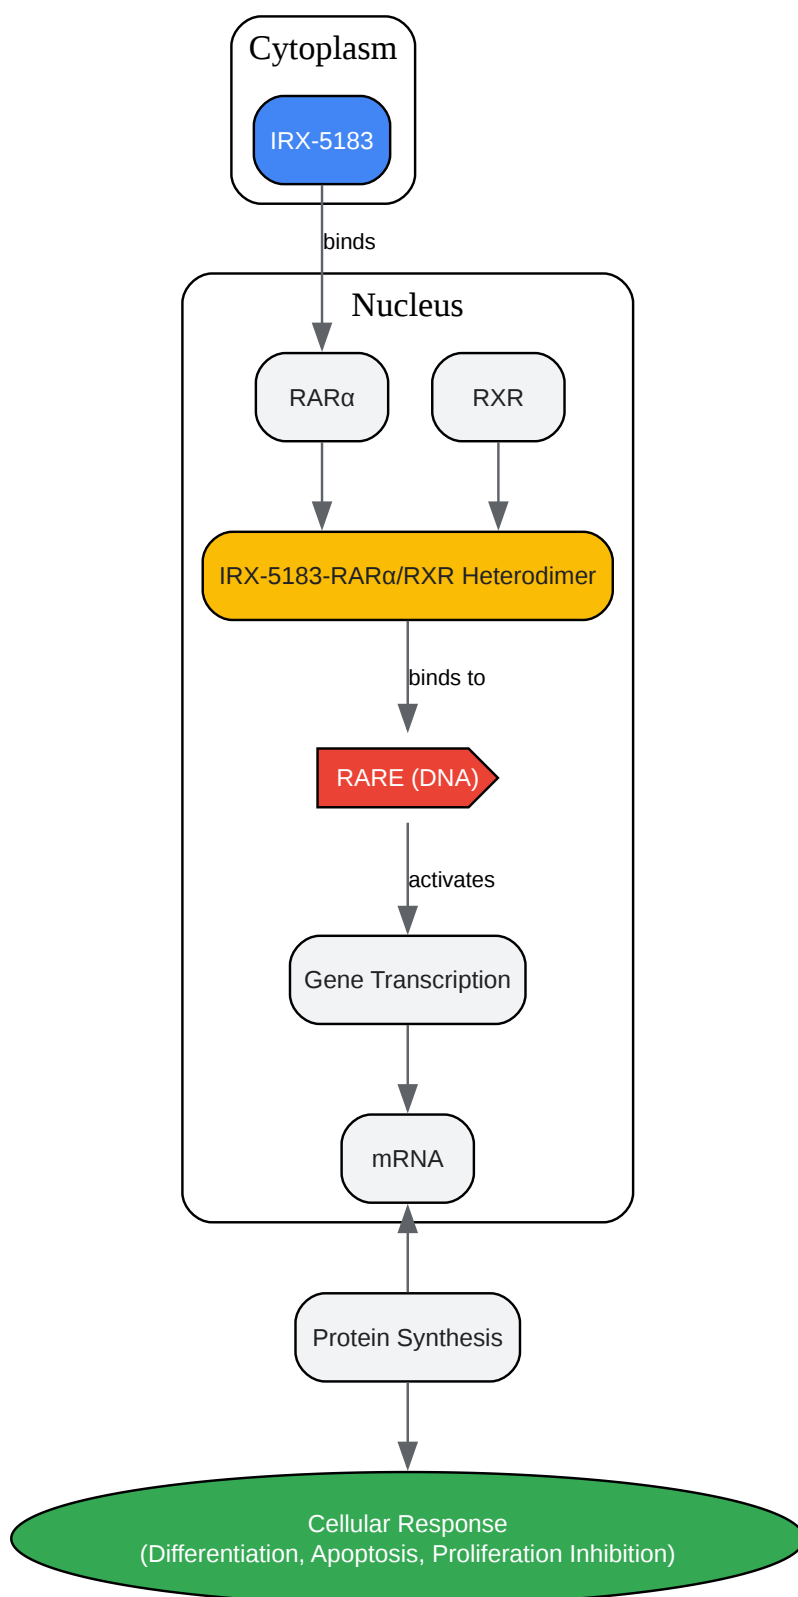 Cytoplasm
IRX-5183
binds
Nucleus
RARα
RXR
IRX-5183-RARα/RXR Heterodimer
binds to
RARE (DNA)
activates
Gene Transcription
mRNA
Protein Synthesis
Cellular Response
(Differentiation, Apoptosis, Proliferation Inhibition)